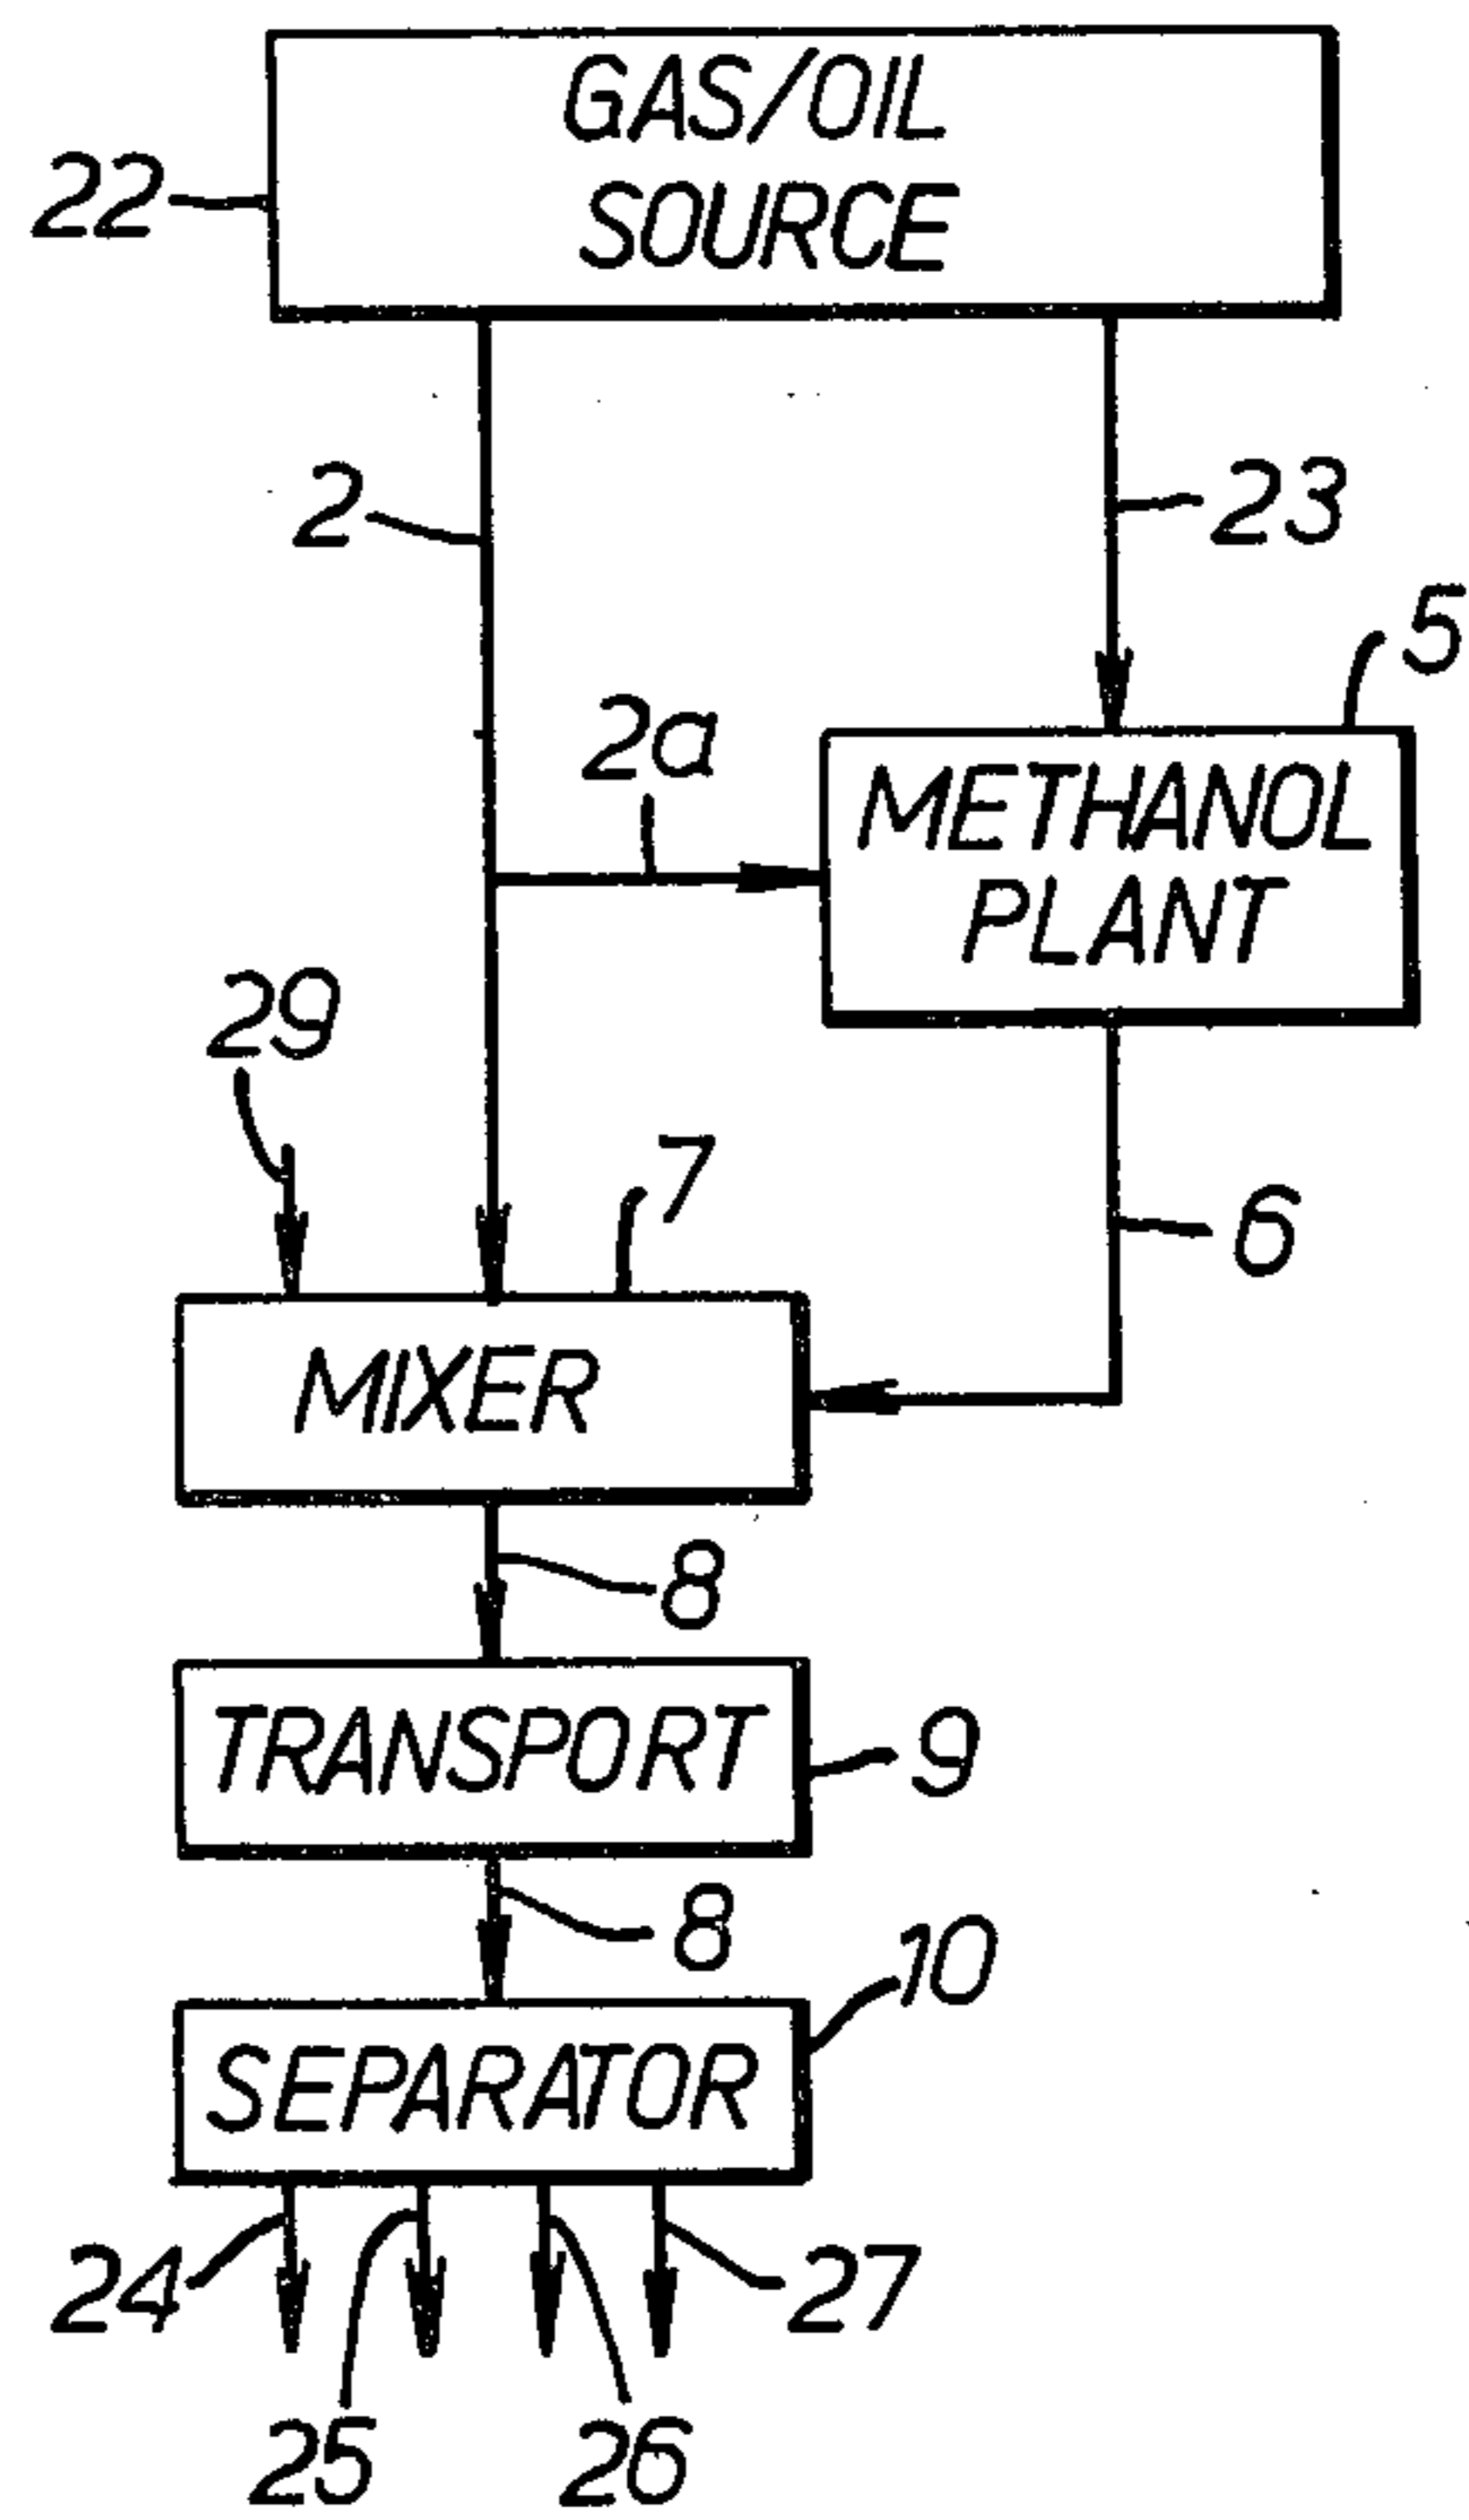 GAS/OIL
SOURCE
22
2
23
5
2a
METHANOL
PLANT
29
7
6
MIXER
8
TRANSPORT
9
8
10
SEPARATOR
24
27
25
26